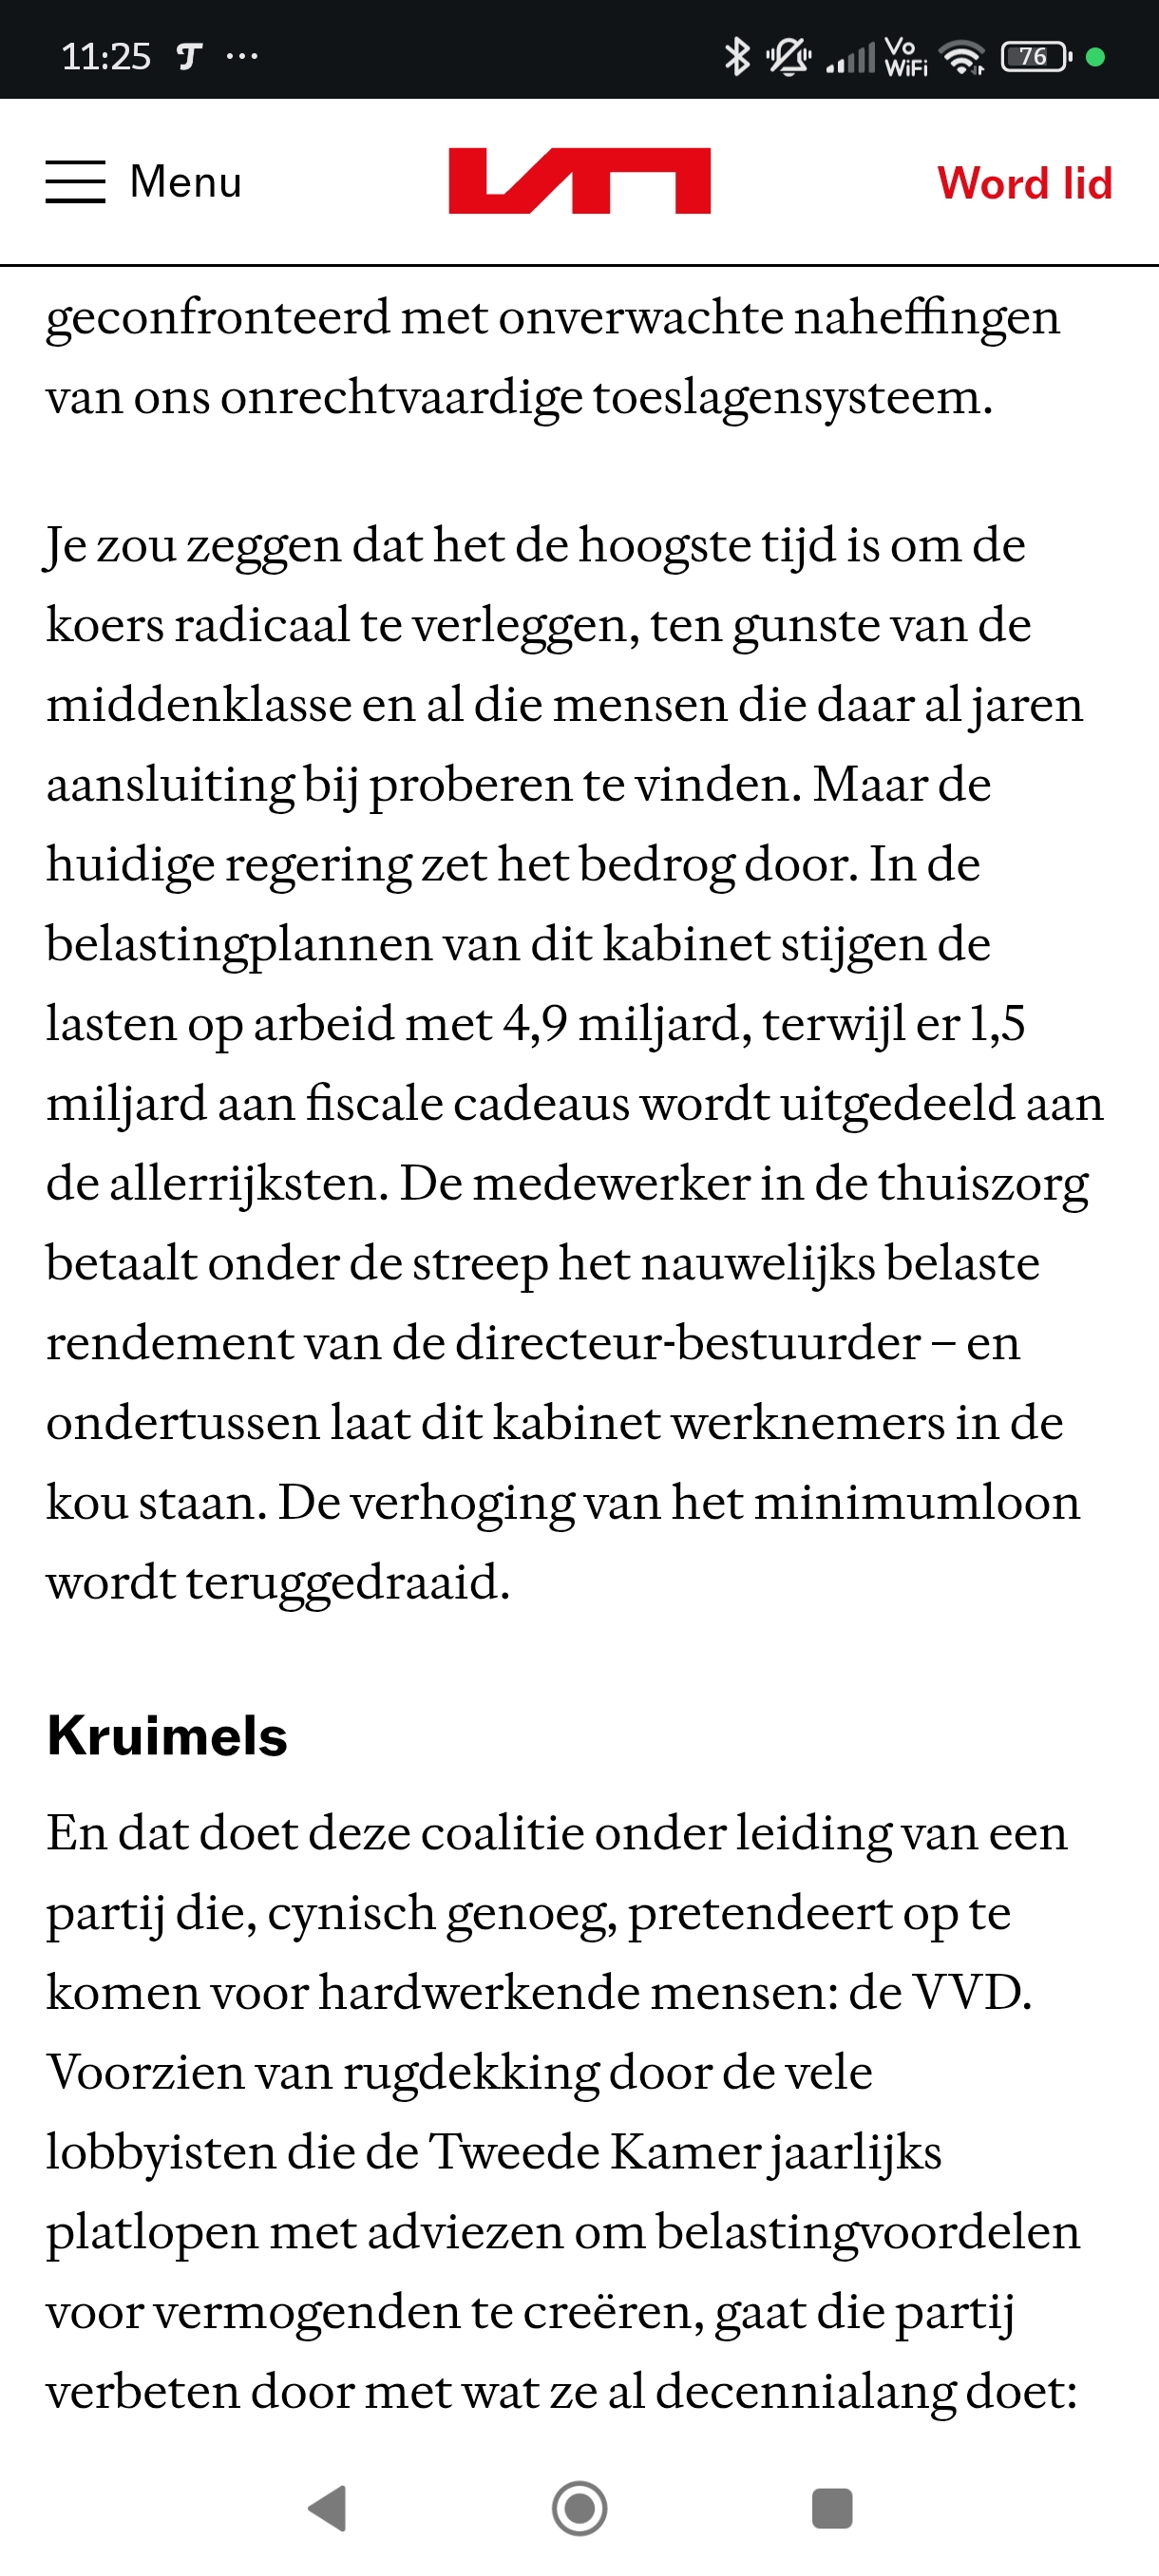 11:25
Vo
WiFi
76
Menu
Word lid
geconfronteerd met onverwachte naheffingen
van ons onrechtvaardige toeslagensysteem.
Je zou zeggen dat het de hoogste tijd is om de
koers radicaal te verleggen, ten gunste van de
middenklasse en al die mensen die daar al jaren
aansluiting bij proberen te vinden. Maar de
huidige regering zet het bedrog door. In de
belastingplannen van dit kabinet stijgen de
lasten op arbeid met 4,9 miljard, terwijl er 1,5
miljard aan fiscale cadeaus wordt uitgedeeld aan
de allerrijksten. De medewerker in de thuiszorg
betaalt onder de streep het nauwelijks belaste
rendement van de directeur-bestuurder – en
ondertussen laat dit kabinet werknemers in de
kou staan. De verhoging van het minimumloon
wordt teruggedraaid.
Kruimels
En dat doet deze coalitie onder leiding van een
partij die, cynisch genoeg, pretendeert op te
komen voor hardwerkende mensen: de VVD.
Voorzien van rugdekking door de vele
lobbyisten die de Tweede Kamer jaarlijks
platlopen met adviezen om belastingvoordelen
voor vermogenden te creëren, gaat die partij
verbeten door met wat ze al decennialang doet: